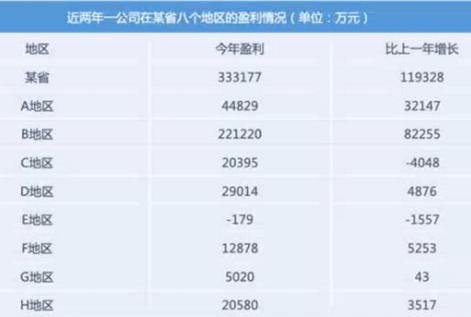 近两年一公司在某省八个地区的盈利情况（单位：万元）
地区 今年盈利 比上一年增长
某省 333177 119328
A地区 44829 32147
B地区 221220 82255
C地区 20395 -4048
D地区 29014 4876
E地区 -179 -1557
F地区 12878 5253
G地区 5020 43
H地区 20580 3517